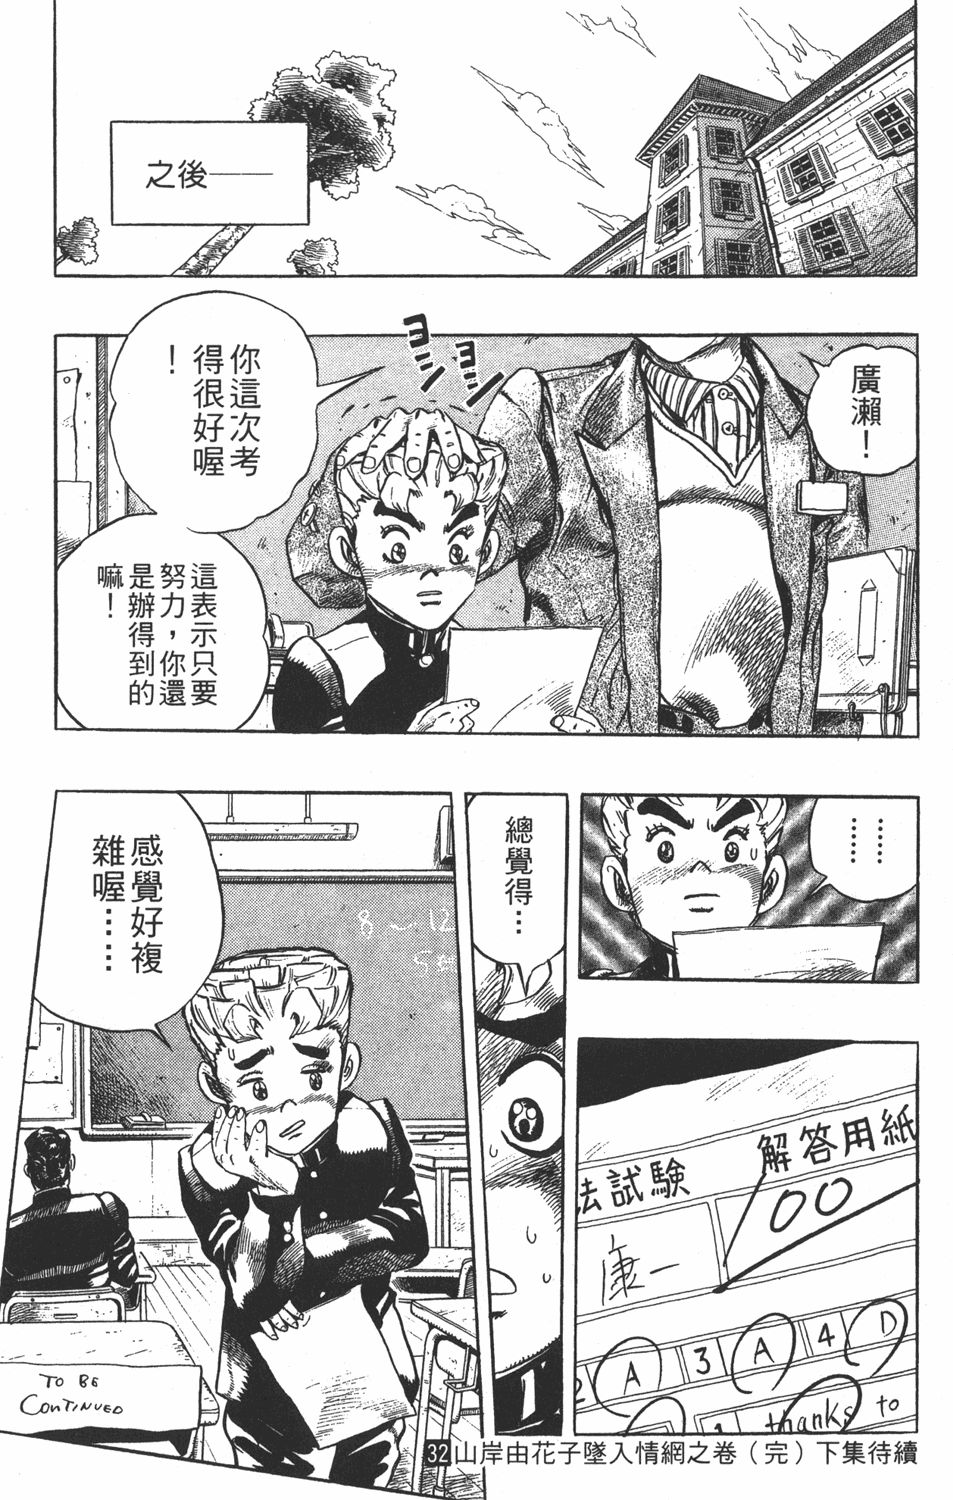 之後——
廣瀨！
你這次考
得很好喔
！
ヨシ
ヨシ
這表示只要
努力，你還
是辦得到的
嘛！
……
……
解答用紙
法試驗
100
康一
2 A 3 A 4 D
1 thanks to
總覺得…
感覺好複
雜喔……
8～12
TO BE
CONTINUED
32 山岸由花子墜入情網之卷（完）下集待續